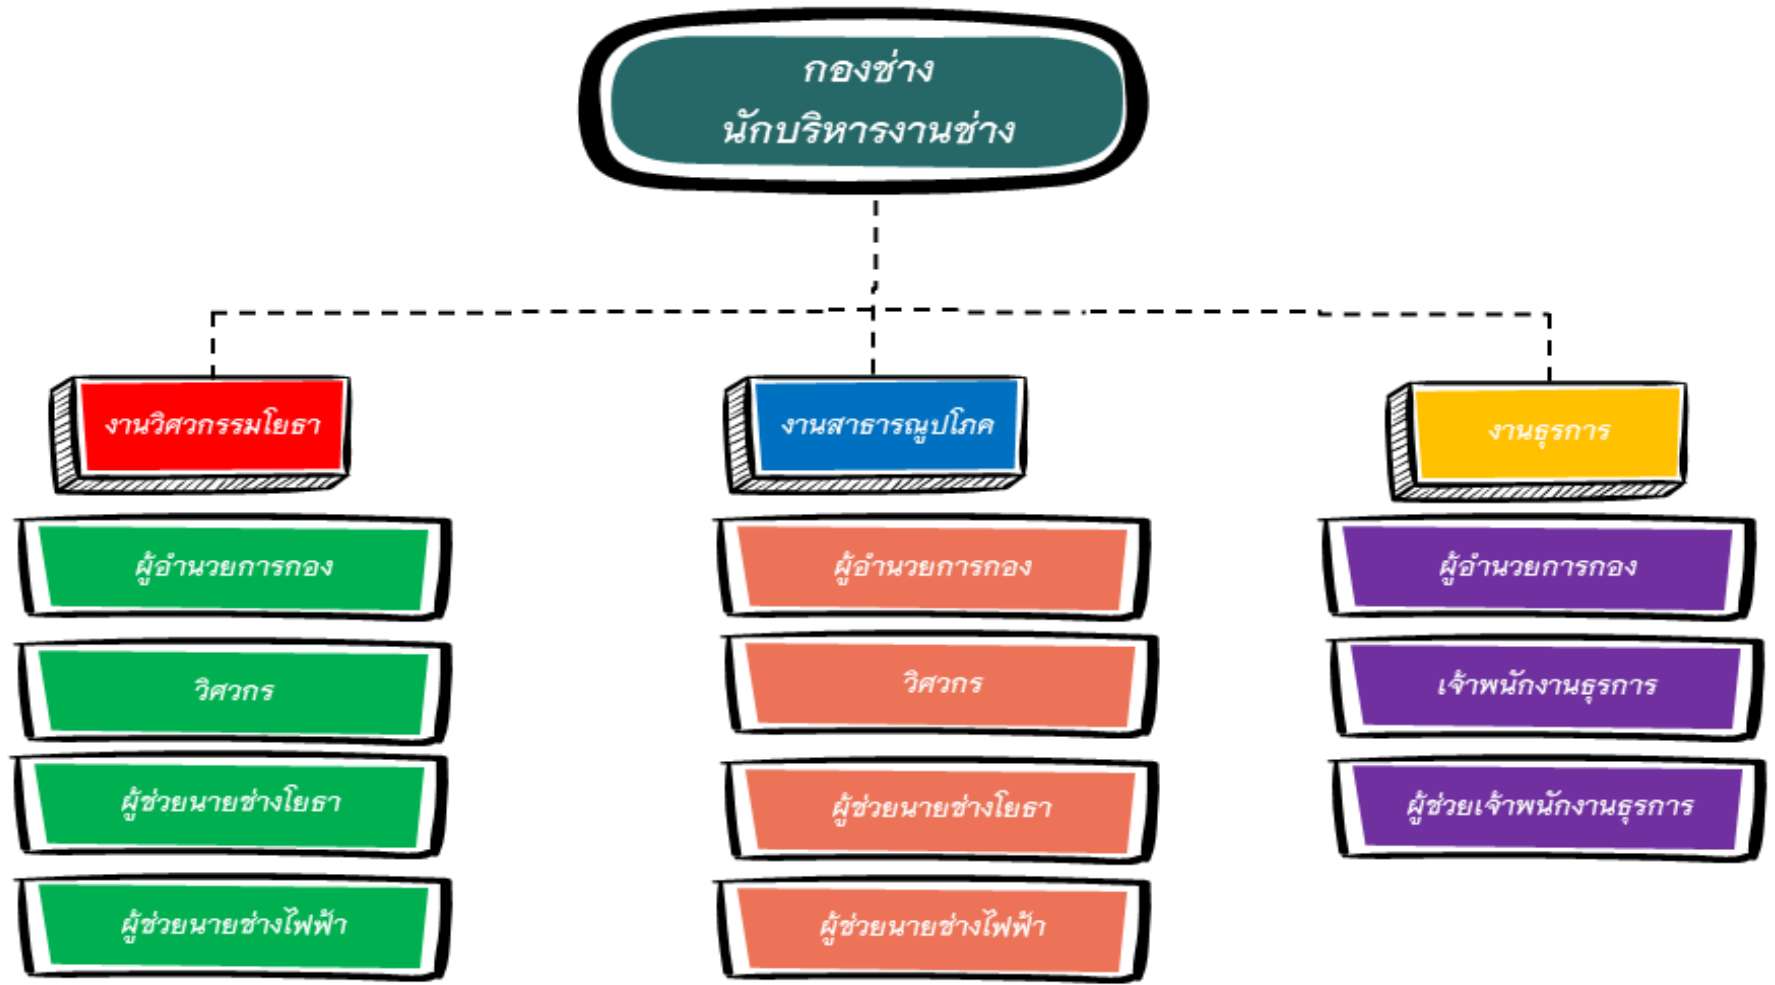 กองช่าง
นักบริหารงานช่าง
งานวิศวกรรมโยธา
ผู้อำนวยการกอง
วิศวกร
ผู้ช่วยนายช่างโยธา
ผู้ช่วยนายช่างไฟฟ้า
งานสาธารณูปโภค
ผู้อำนวยการกอง
วิศวกร
ผู้ช่วยนายช่างโยธา
ผู้ช่วยนายช่างไฟฟ้า
งานธุรการ
ผู้อำนวยการกอง
เจ้าพนักงานธุรการ
ผู้ช่วยเจ้าพนักงานธุรการ